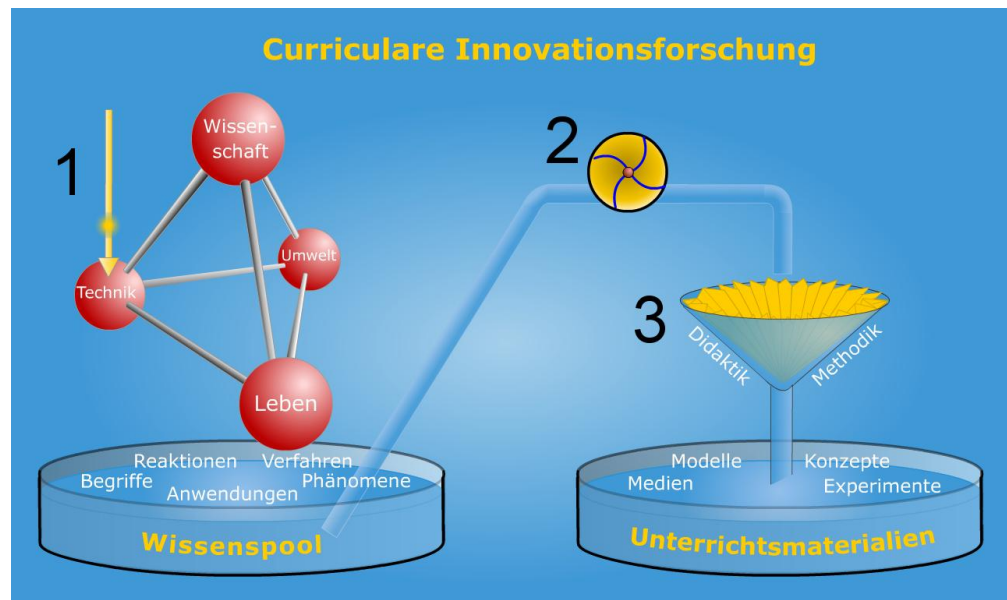 Curriculare Innovationsforschung
1
Wissen-
schaft
Umwelt
Technik
Leben
2
3
Didaktik
Methodik
Reaktionen Verfahren
Begriffe Phänomene
Anwendungen
Wissenspool
Modelle Konzepte
Medien Experimente
Unterrichtsmaterialien